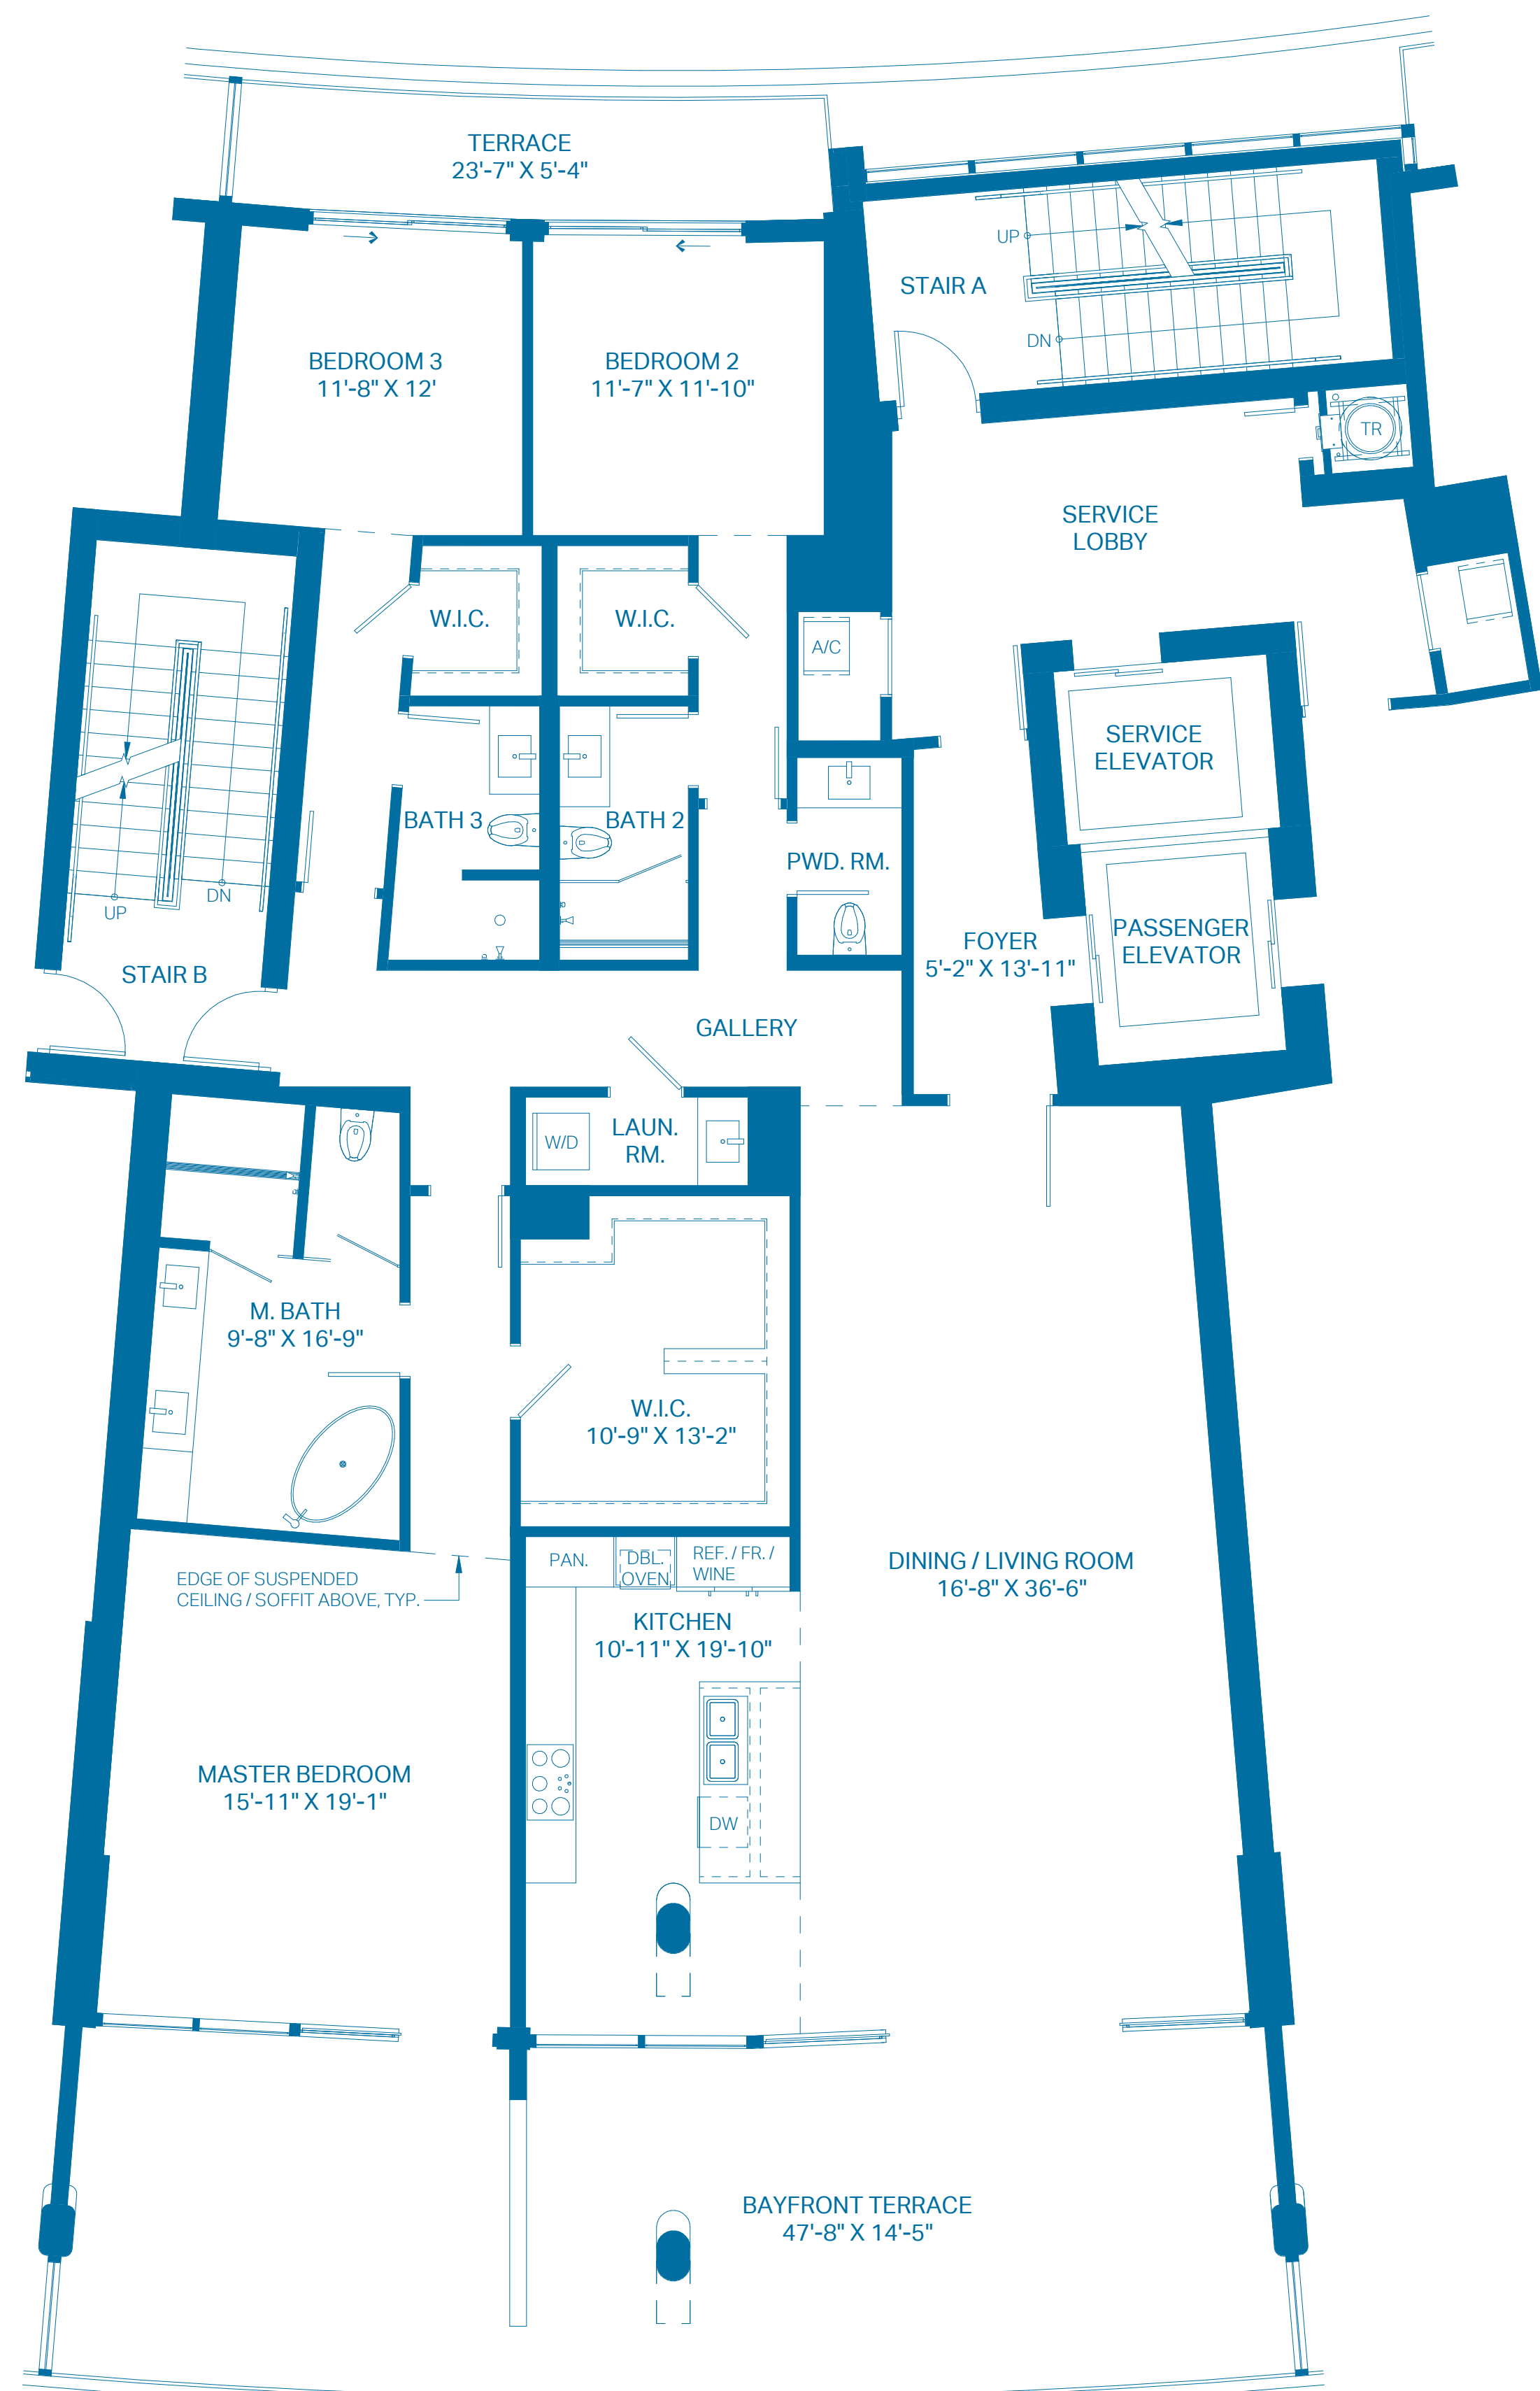 TERRACE
23'-7" X 5'-4"
UP
STAIR A
DN
BEDROOM 3
11'-8" X 12'
BEDROOM 2
11'-7" X 11'-10"
TR
SERVICE
LOBBY
W.I.C.
W.I.C.
A/C
SERVICE
ELEVATOR
BATH 3
BATH 2
PWD. RM.
UP
DN
PASSENGER
ELEVATOR
FOYER
5'-2" X 13'-11"
STAIR B
GALLERY
W/D
LAUN.
RM.
M. BATH
9'-8" X 16'-9"
W.I.C.
10'-9" X 13'-2"
PAN.
DBL.
OVEN
REF. / FR. /
WINE
DINING / LIVING ROOM
16'-8" X 36'-6"
EDGE OF SUSPENDED
CEILING / SOFFIT ABOVE, TYP.
KITCHEN
10'-11" X 19'-10"
MASTER BEDROOM
15'-11" X 19'-1"
DW
BAYFRONT TERRACE
47'-8" X 14'-5"